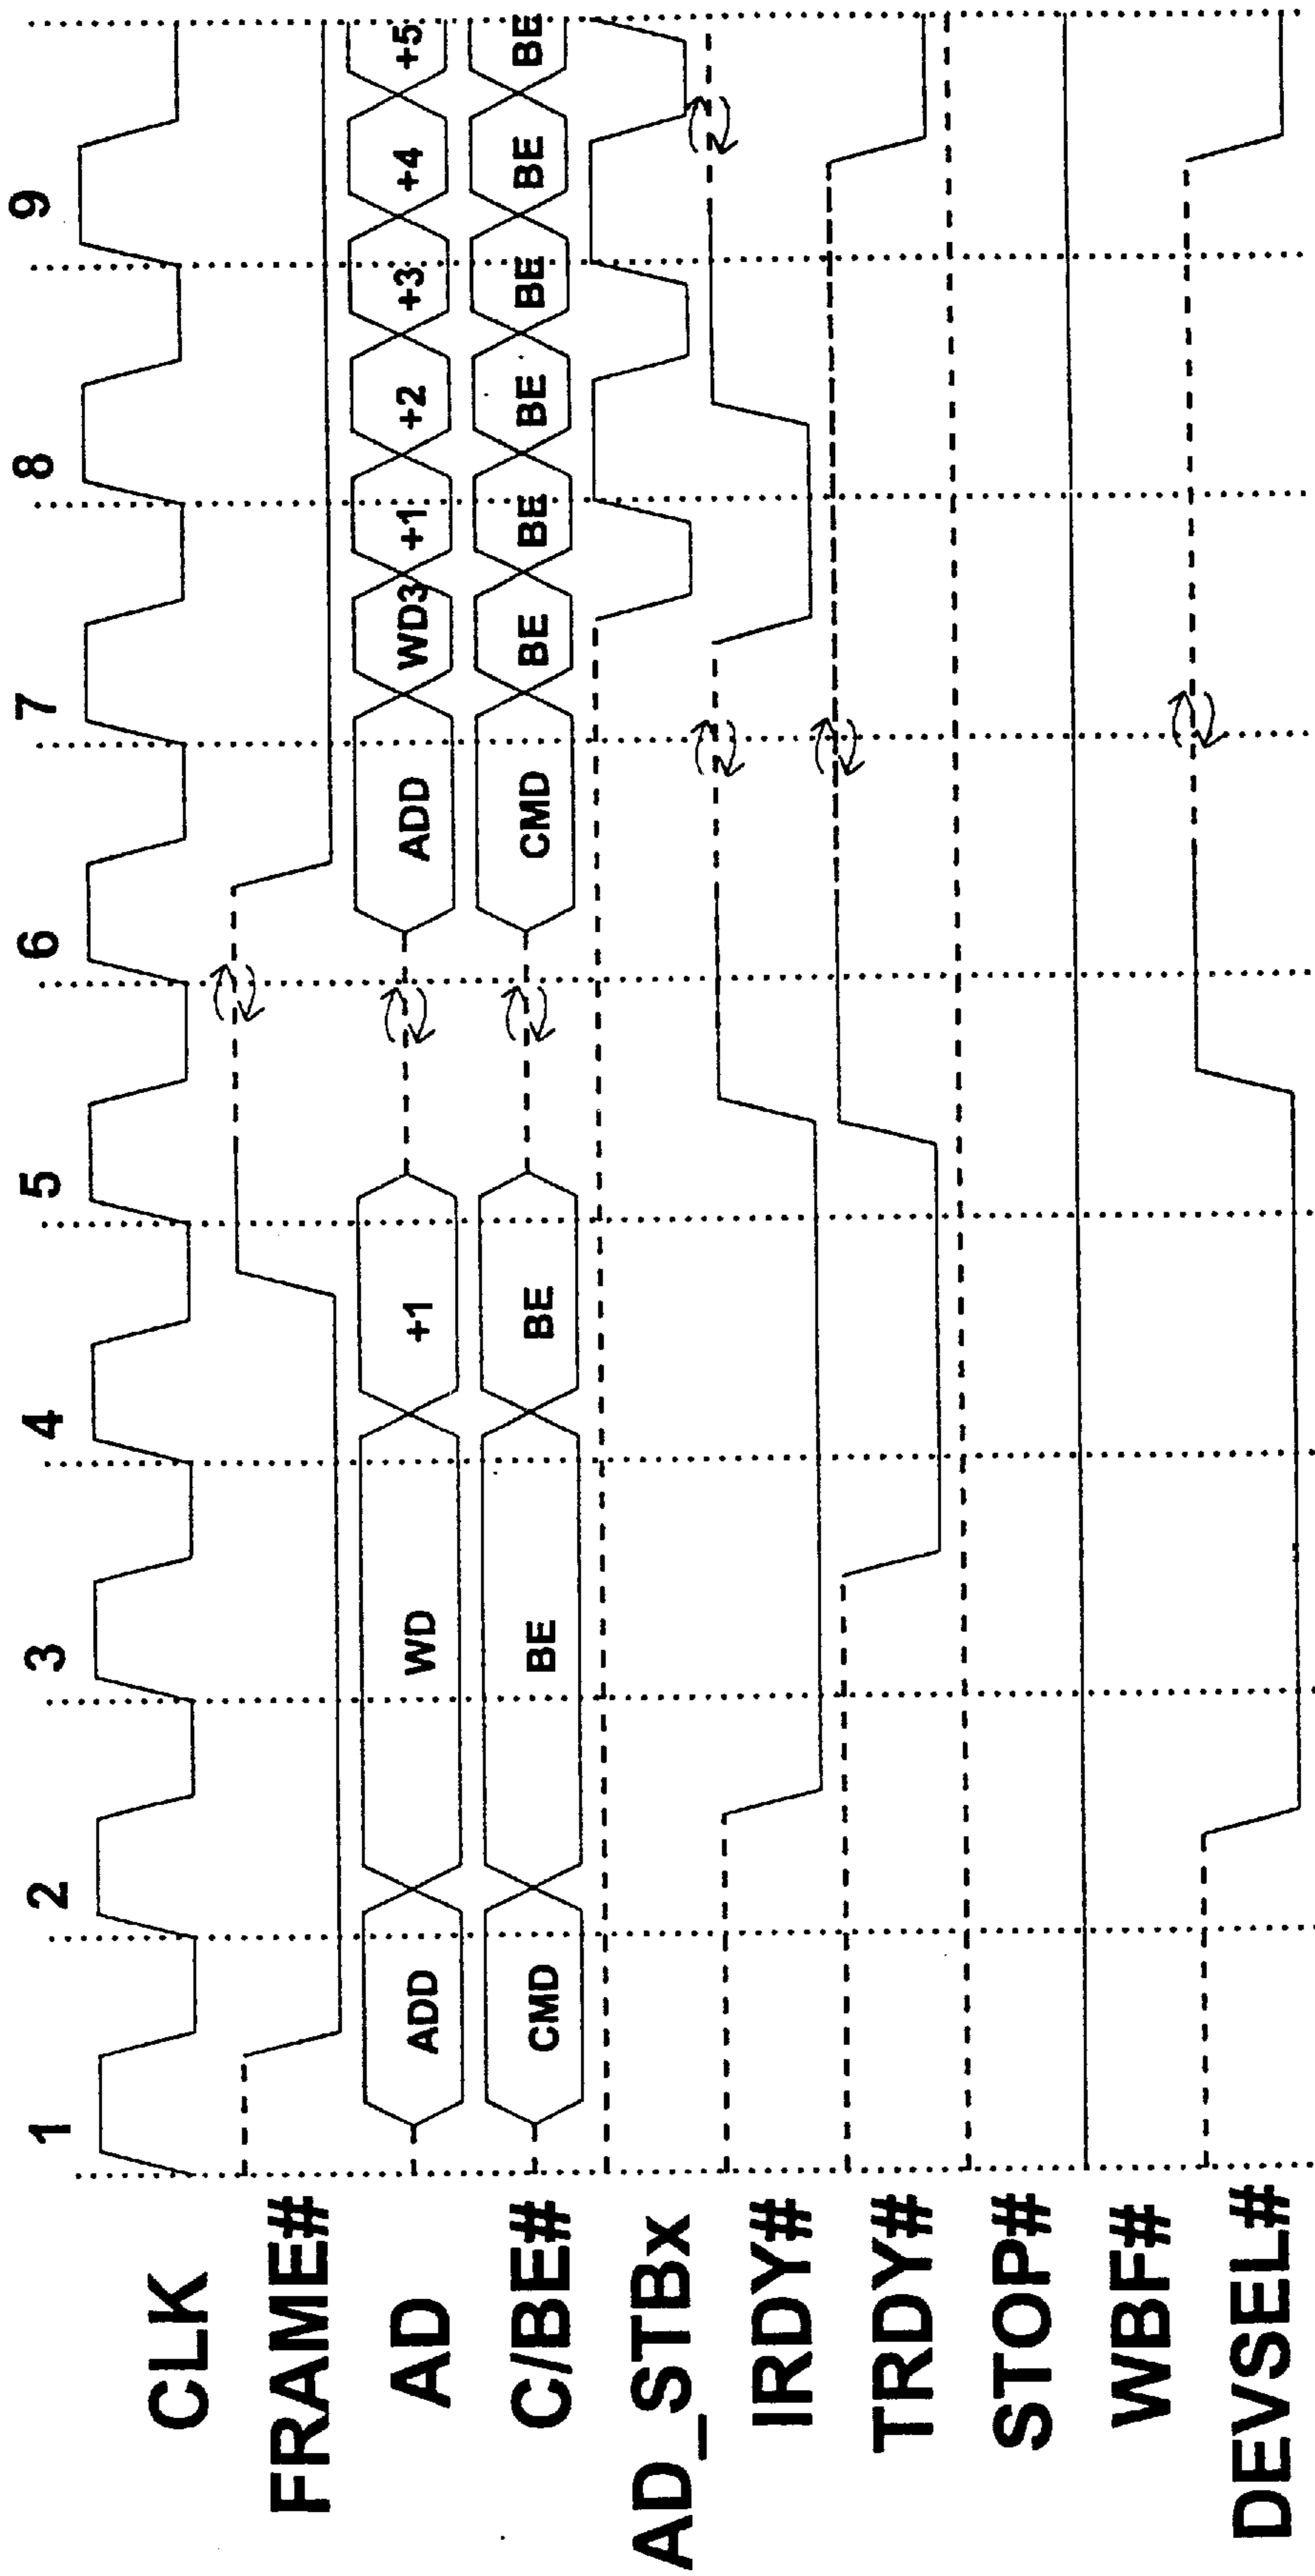 1 2 3 4 5 6 7 8 9
CLK
FRAME#
AD ADD WD +1 ADD WD3 +1 +2 +3 +4 +5
C/BE# CMD BE BE CMD BE BE BE BE BE BE
AD_STBx
IRDY#
TRDY#
STOP#
WBF#
DEVSEL#